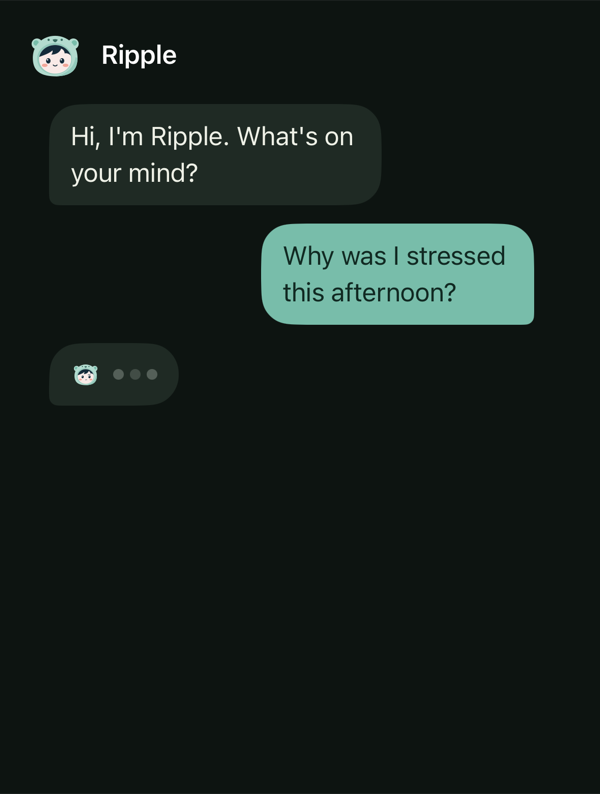 Ripple
Hi, I'm Ripple. What's on
your mind?
Why was I stressed
this afternoon?